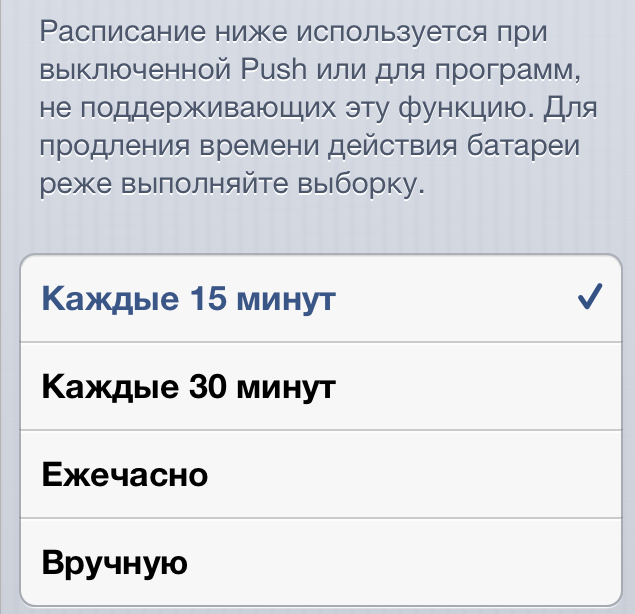 Расписание ниже используется при
выключенной Push или для программ,
не поддерживающих эту функцию. Для
продления времени действия батареи
реже выполняйте выборку.
Каждые 15 минут
Каждые 30 минут
Ежечасно
Вручную